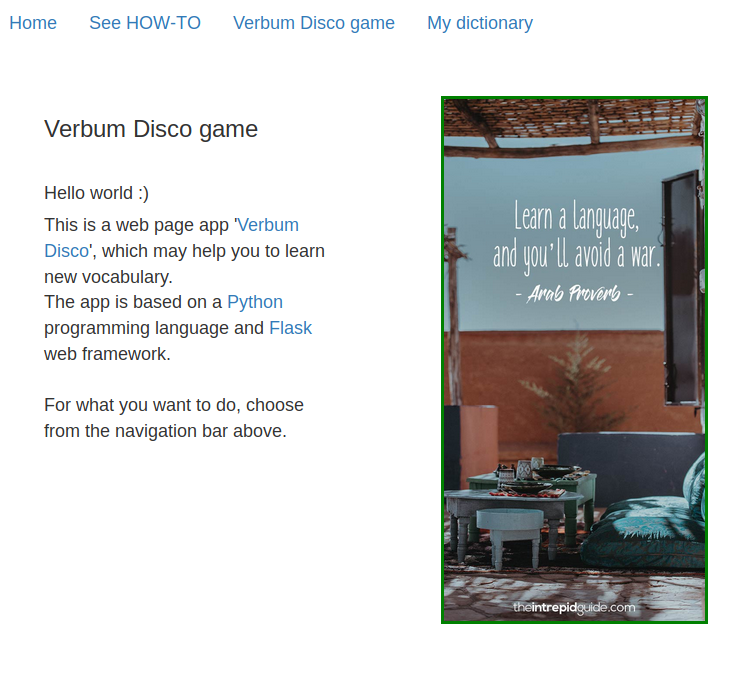 Home See HOW-TO Verbum Disco game My dictionary
Verbum Disco game
Hello world :)
This is a web page app 'Verbum
Disco', which may help you to learn
new vocabulary.
The app is based on a Python
programming language and Flask
web framework.
For what you want to do, choose
from the navigation bar above.
Learn a language,
and you'll avoid a war.
- Arab Proverb -
theintrepidguide.com